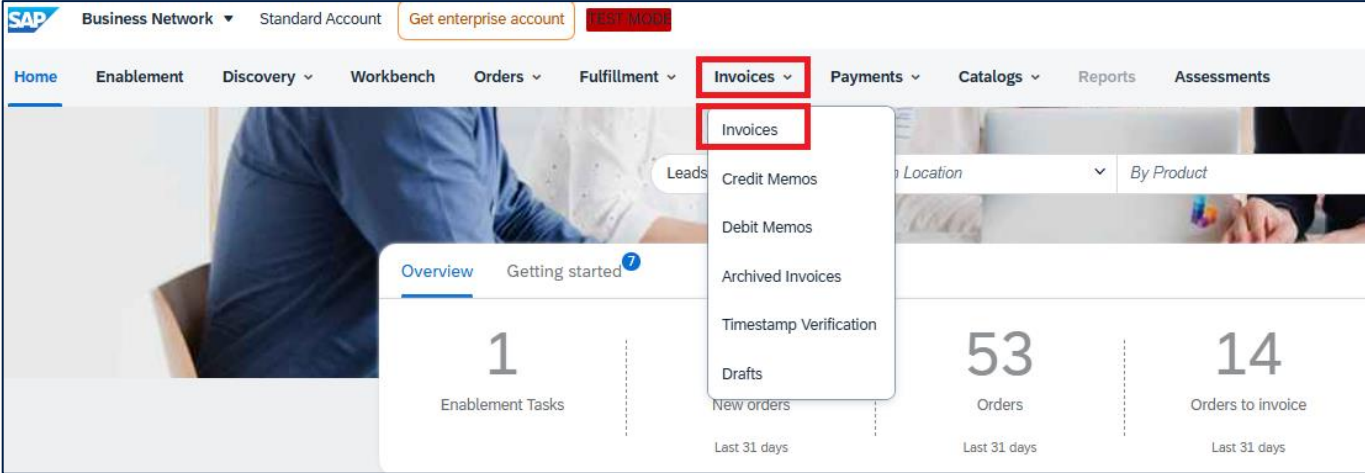 SAP Business Network Standard Account Get enterprise account TEST MODE
Home Enablement Discovery Workbench Orders Fulfillment Invoices Payments Catalogs Reports Assessments
Invoices
Leads Location By Product
Credit Memos
Debit Memos
Overview Getting started 7
Archived Invoices
Timestamp Verification
1 53 14
Drafts
Enablement Tasks New orders Orders Orders to invoice
Last 31 days Last 31 days Last 31 days